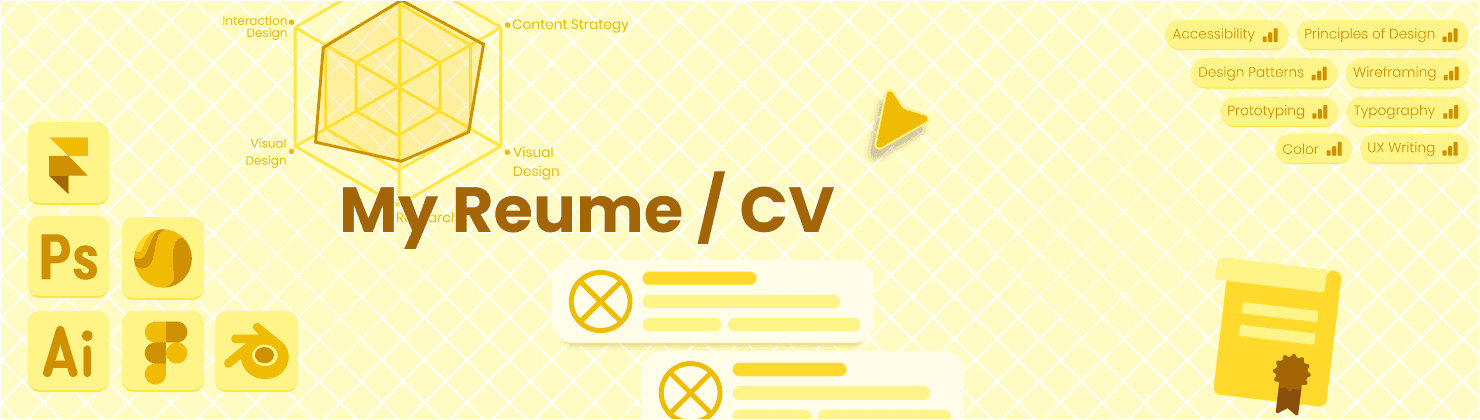 Interaction
Design
Content Strategy
Visual
Design
Visual
Design
Research
My Reume / CV
Accessibility
Principles of Design
Design Patterns
Wireframing
Prototyping
Typography
Color
UX Writing
Ps
Ai